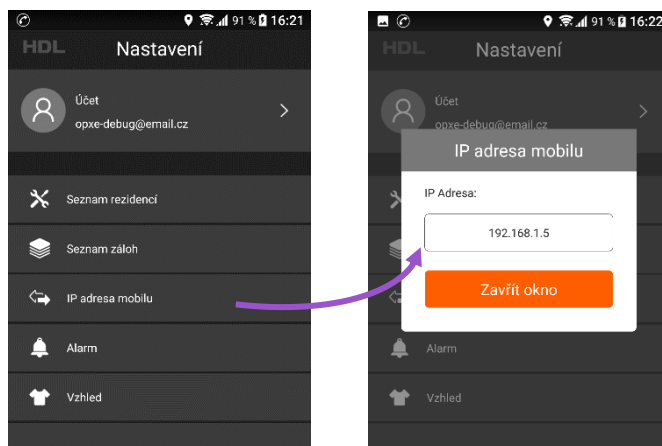 91 % 16:21
HDL Nastavení
Účet
opxe-debug@email.cz
Seznam rezidencí
Seznam záloh
IP adresa mobilu
Alarm
Vzhled
91 % 16:22
HDL Nastavení
Účet
opxe-debug@email.cz
IP adresa mobilu
IP Adresa:
192.168.1.5
Zavřít okno
Alarm
Vzhled